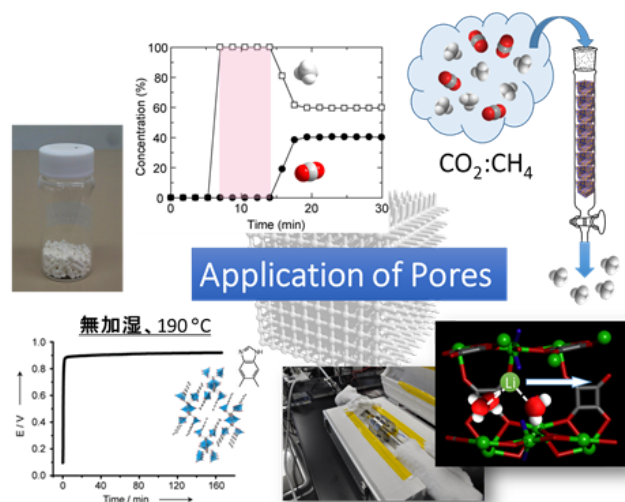 Concentration (%)
100
80
60
40
20
0
0
10
20
30
Time (min)
CO₂:CH₄
Application of Pores
無加湿、190 °C
E / V
1.0
0.8
0.6
0.4
0.2
0.0
0
40
80
120
160
Time / min
N
NH
Li